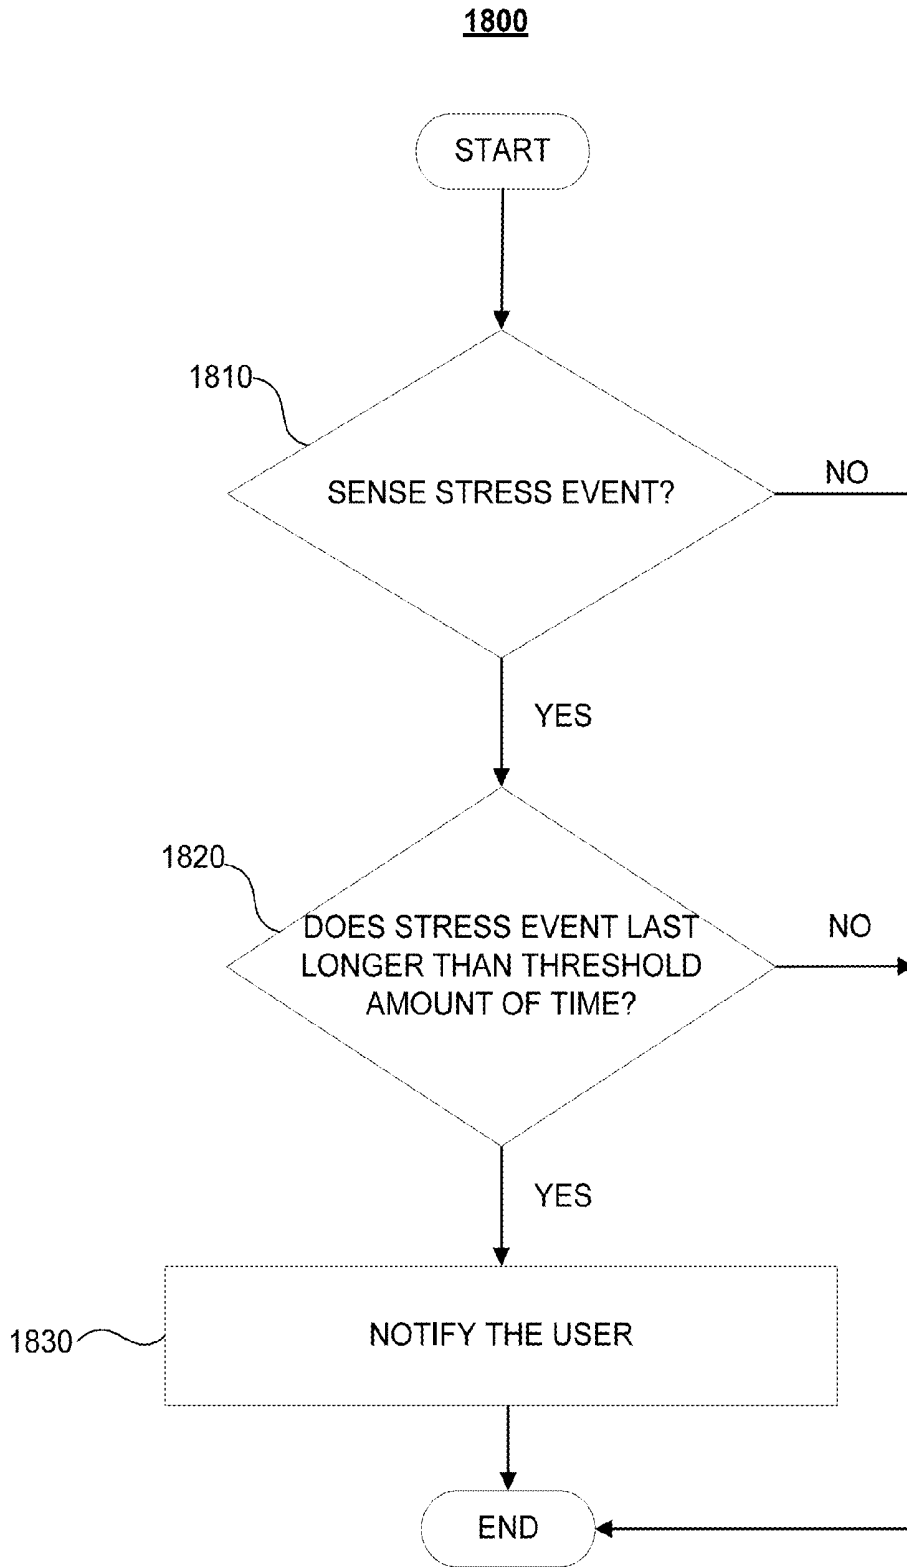 1800
START
1810
SENSE STRESS EVENT?
NO
YES
1820
DOES STRESS EVENT LAST
LONGER THAN THRESHOLD
AMOUNT OF TIME?
NO
YES
1830
NOTIFY THE USER
END